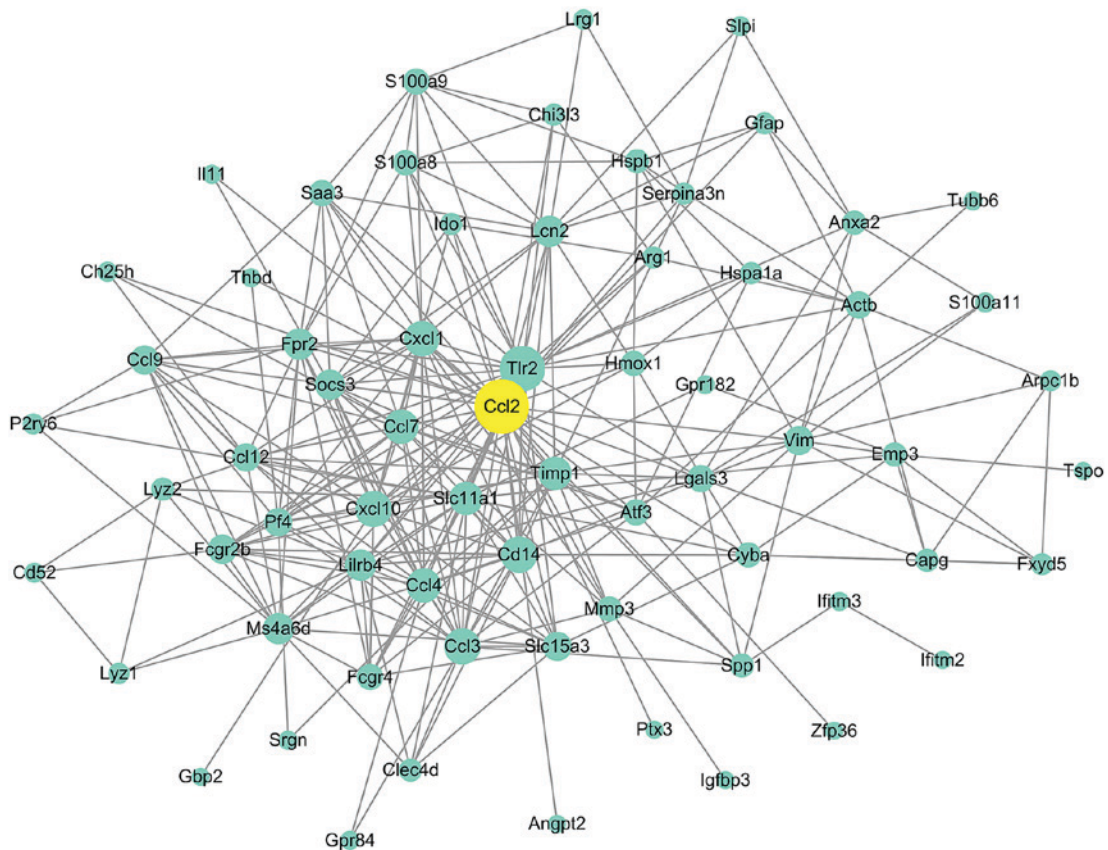 Lrg1
Slpi
S100a9
Chi3l3
Gfap
S100a8
Hspb1
Il11
Saa3
Serpina3n
Tubb6
Ido1
Lcn2
Anxa2
Arg1
Ch25h
Thbd
Hspa1a
S100a11
Actb
Fpr2
Cxcl1
Ccl9
Tlr2
Hmox1
Socs3
Gpr182
Arpc1b
Ccl2
P2ry6
Ccl7
Vim
Ccl12
Emp3
Timp1
Lgals3
Tspo
Lyz2
Slc11a1
Cxcl10
Atf3
Pf4
Fcgr2b
Cd14
Cyba
Capg
Fxyd5
Cd52
Lilrb4
Ccl4
Mmp3
Ifitm3
Ms4a6d
Ccl3
Slc15a3
Ifitm2
Lyz1
Fcgr4
Spp1
Ptx3
Zfp36
Srgn
Clec4d
Gbp2
Igfbp3
Angpt2
Gpr84